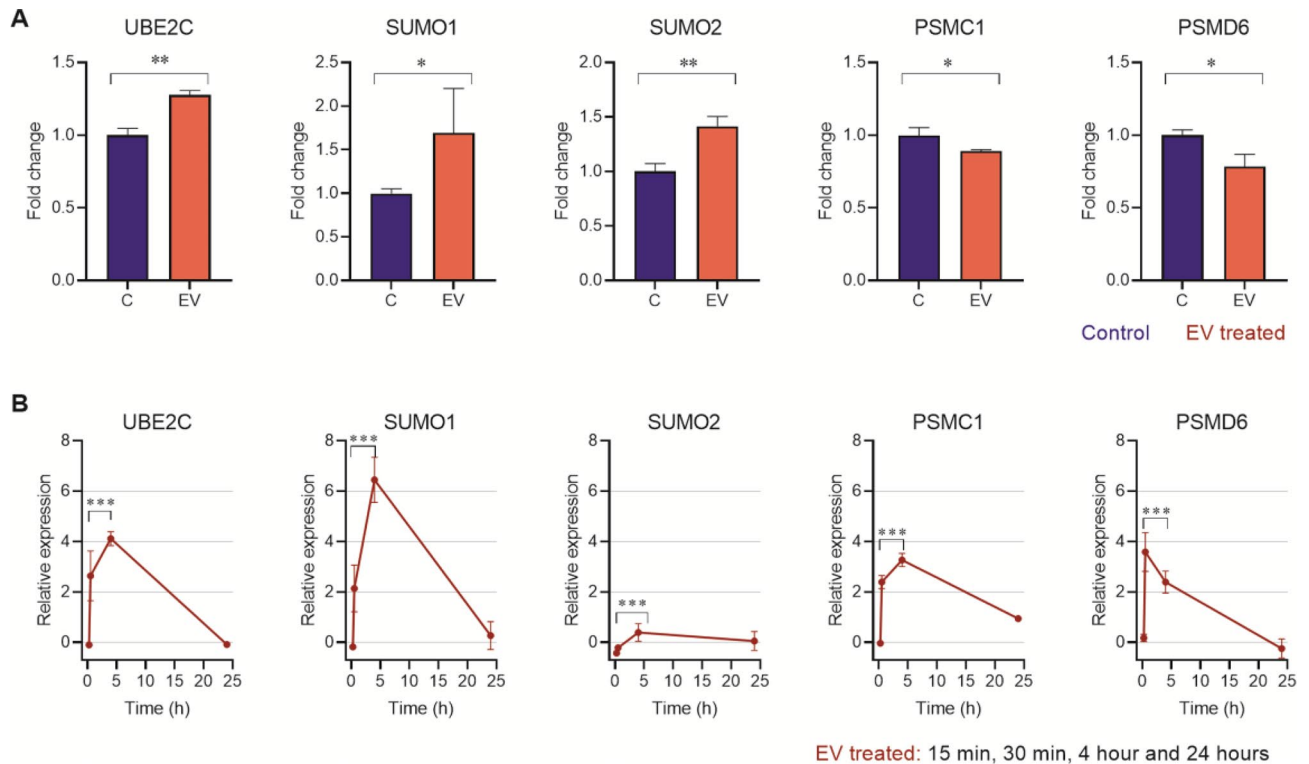 A
UBE2C SUMO1 SUMO2 PSMC1 PSMD6
** * ** * *
Fold change Fold change Fold change Fold change Fold change
1.5 2.5 2.0 1.5 1.5
1.0 2.0 1.5 1.0 1.0
0.5 1.5 1.0 0.5 0.5
0.0 1.0 0.5 0.0 0.0
0.5 0.0
0.0
C EV C EV C EV C EV C EV
Control EV treated
B
UBE2C SUMO1 SUMO2 PSMC1 PSMD6
*** *** *** *** ***
Relative expression Relative expression Relative expression Relative expression Relative expression
8 8 8 8 8
6 6 6 6 6
4 4 4 4 4
2 2 2 2 2
0 0 0 0 0
0 5 10 15 20 25 0 5 10 15 20 25 0 5 10 15 20 25 0 5 10 15 20 25 0 5 10 15 20 25
Time (h) Time (h) Time (h) Time (h) Time (h)
EV treated: 15 min, 30 min, 4 hour and 24 hours